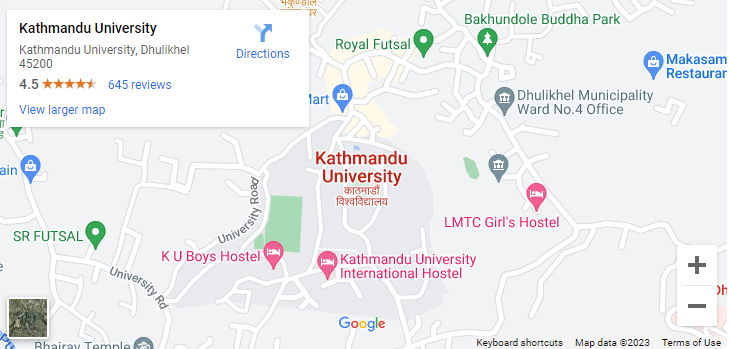 Kathmandu University
Kathmandu University, Dhulikhel
45200
4.5
645 reviews
View larger map
Directions
Bakhundole Buddha Park
Royal Futsal
Makasam
Restauran
Mart
Dhulikhel Municipality
Ward No.4 Office
Kathmandu
University
काठमाडौं
विश्वविद्यालय
ain
University Road
LMTC Girl's Hostel
SR FUTSAL
K U Boys Hostel
Kathmandu University
International Hostel
University Rd
Dh
Bhairav Temple
Google
Keyboard shortcuts
Map data ©2023
Terms of Use